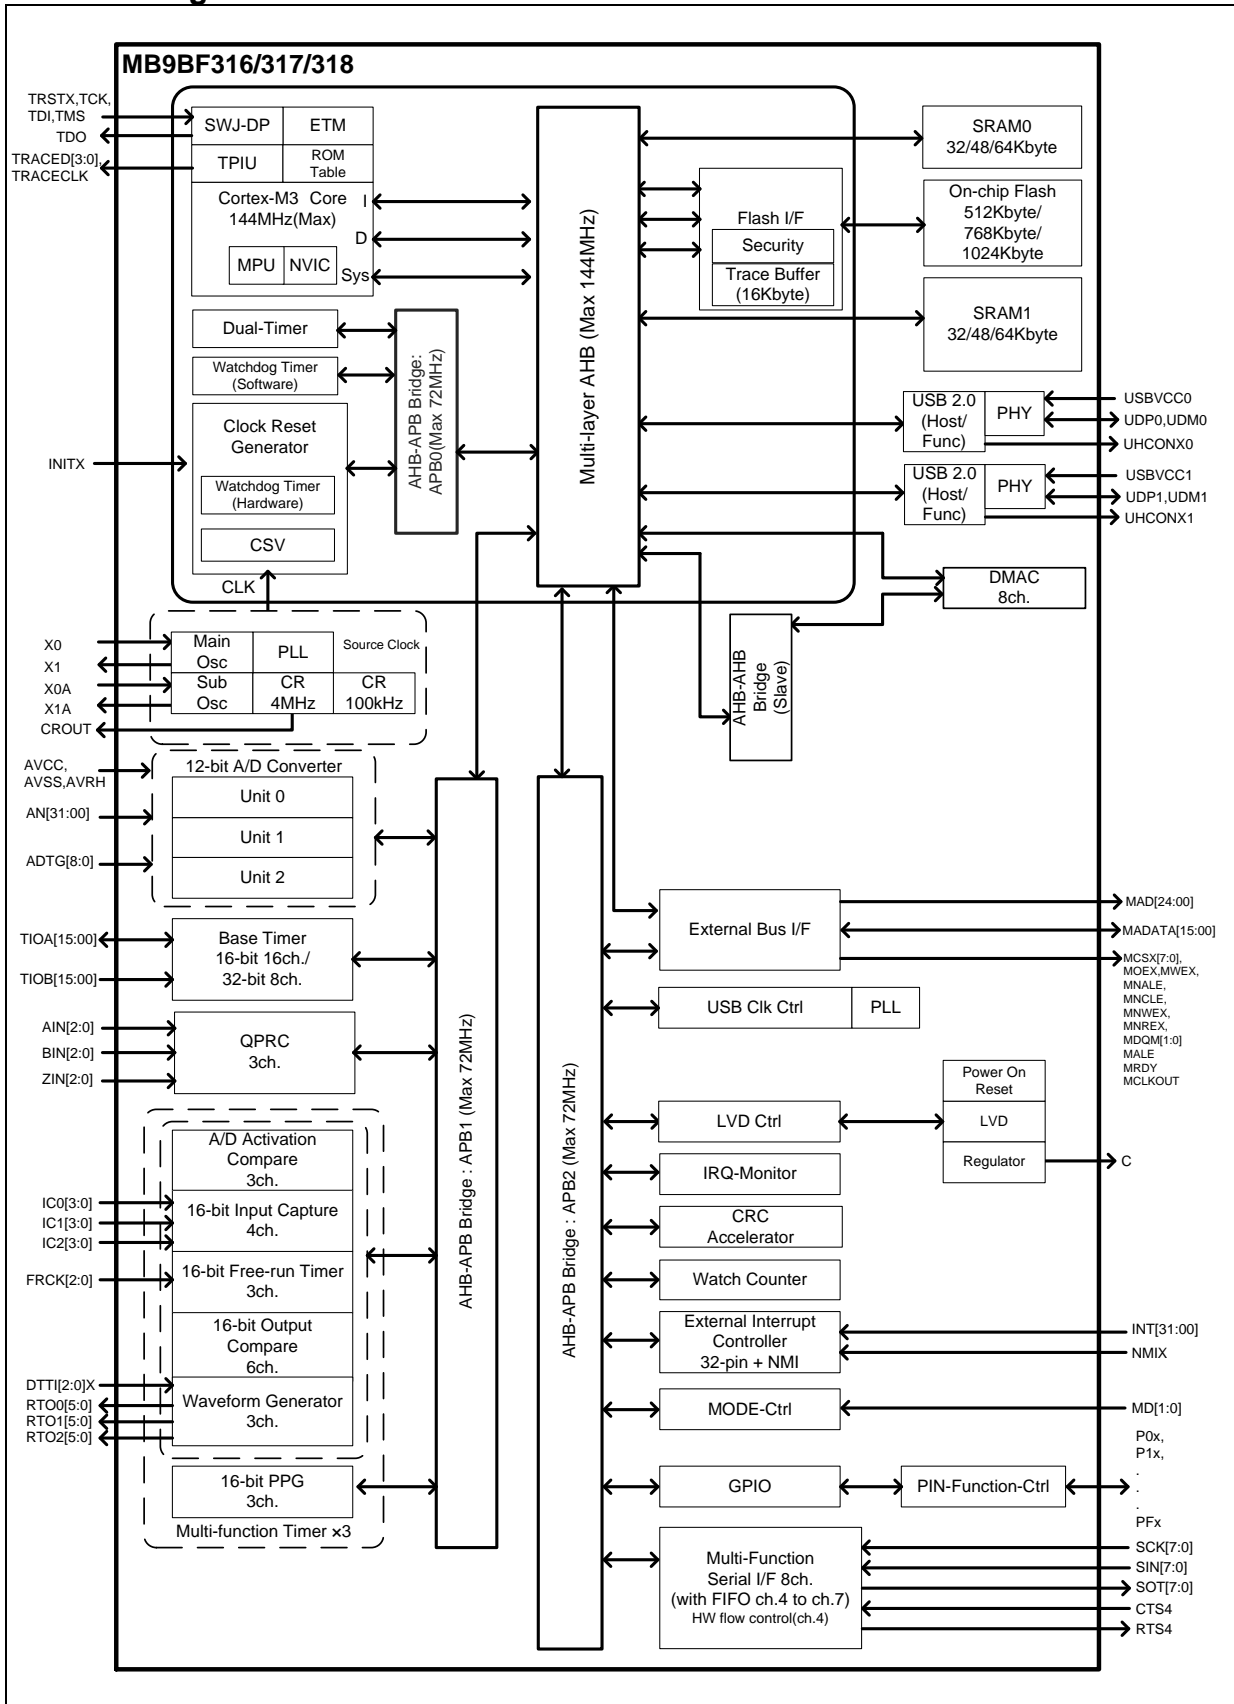 MB9BF316/317/318
TRSTX,TCK,
TDI,TMS
TDO
TRACED[3:0],
TRACECLK
SWJ-DP
ETM
TPIU
ROM
Table
Cortex-M3 Core
144MHz(Max)
I
D
Sys
MPU
NVIC
Dual-Timer
Watchdog Timer
(Software)
Clock Reset
Generator
Watchdog Timer
(Hardware)
CSV
INITX
CLK
AHB-APB Bridge:
APB0(Max 72MHz)
Multi-layer AHB (Max 144MHz)
Flash I/F
Security
Trace Buffer
(16Kbyte)
SRAM0
32/48/64Kbyte
On-chip Flash
512Kbyte/
768Kbyte/
1024Kbyte
SRAM1
32/48/64Kbyte
USB 2.0
(Host/
Func)
PHY
USBVCC0
UDP0,UDM0
UHCONX0
USB 2.0
(Host/
Func)
PHY
USBVCC1
UDP1,UDM1
UHCONX1
DMAC
8ch.
AHB-AHB
Bridge
(Slave)
X0
X1
X0A
X1A
CROUT
Main
Osc
PLL
Source Clock
Sub
Osc
CR
4MHz
CR
100kHz
AVCC,
AVSS,AVRH
AN[31:00]
ADTG[8:0]
12-bit A/D Converter
Unit 0
Unit 1
Unit 2
TIOA[15:00]
TIOB[15:00]
Base Timer
16-bit 16ch./
32-bit 8ch.
AIN[2:0]
BIN[2:0]
ZIN[2:0]
QPRC
3ch.
A/D Activation
Compare
3ch.
IC0[3:0]
IC1[3:0]
IC2[3:0]
16-bit Input Capture
4ch.
FRCK[2:0]
16-bit Free-run Timer
3ch.
16-bit Output
Compare
6ch.
DTTI[2:0]X
RTO0[5:0]
RTO1[5:0]
RTO2[5:0]
Waveform Generator
3ch.
16-bit PPG
3ch.
Multi-function Timer ×3
AHB-APB Bridge : APB1 (Max 72MHz)
AHB-APB Bridge : APB2 (Max 72MHz)
External Bus I/F
MAD[24:00]
MADATA[15:00]
MCSX[7:0],
MOEX,MWEX,
MNALE,
MNCLE,
MNWEX,
MNREX,
MDQM[1:0]
MALE
MRDY
MCLKOUT
USB Clk Ctrl
PLL
Power On
Reset
LVD Ctrl
LVD
Regulator
C
IRQ-Monitor
CRC
Accelerator
Watch Counter
External Interrupt
Controller
32-pin + NMI
INT[31:00]
NMIX
MODE-Ctrl
MD[1:0]
GPIO
PIN-Function-Ctrl
P0x,
P1x,
.
.
.
PFx
Multi-Function
Serial I/F 8ch.
(with FIFO ch.4 to ch.7)
HW flow control(ch.4)
SCK[7:0]
SIN[7:0]
SOT[7:0]
CTS4
RTS4